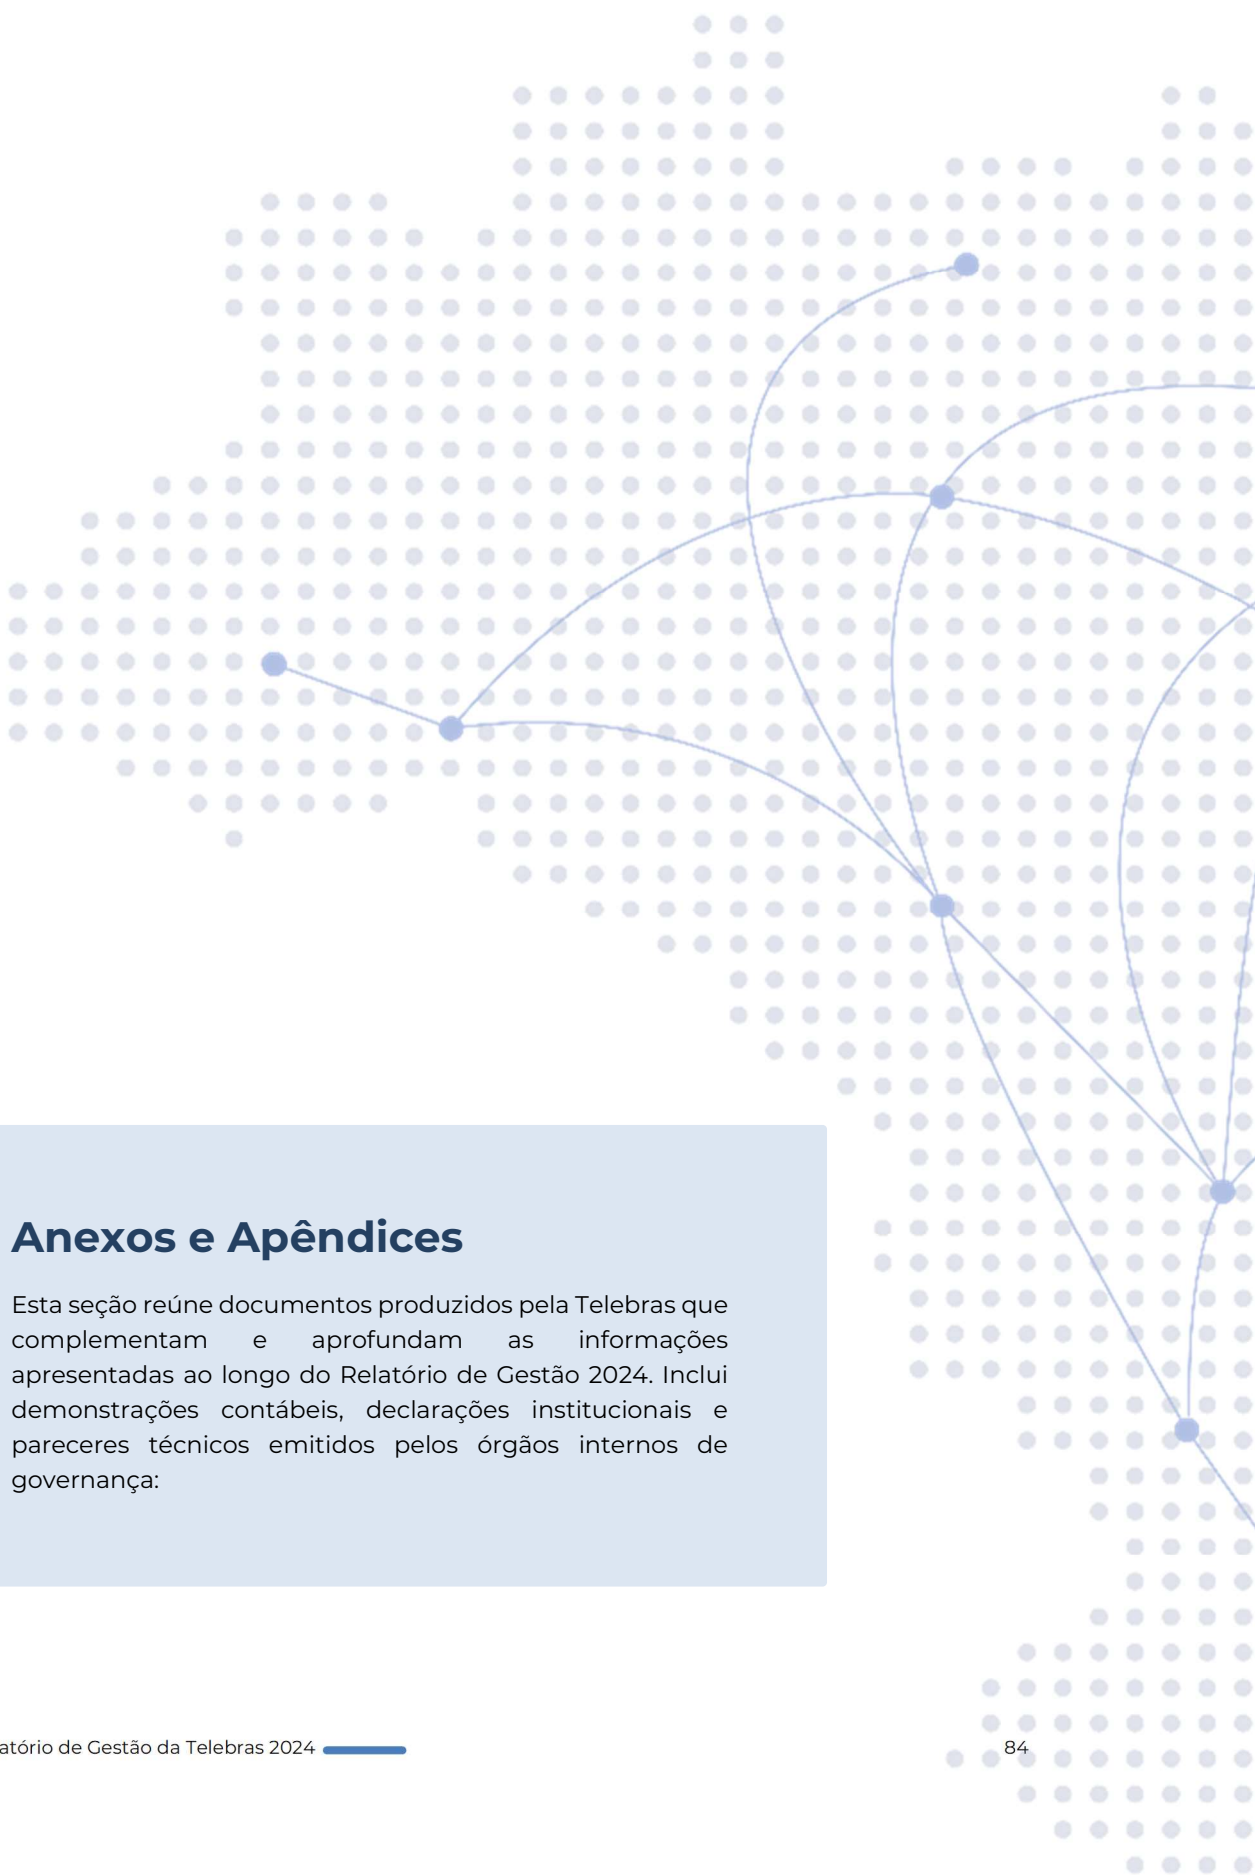 Anexos e Apêndices
Esta seção reúne documentos produzidos pela Telebras que
complementam e aprofundam as informações
apresentadas ao longo do Relatório de Gestão 2024. Inclui
demonstrações contábeis, declarações institucionais e
pareceres técnicos emitidos pelos órgãos internos de
governança:
atório de Gestão da Telebras 2024
84